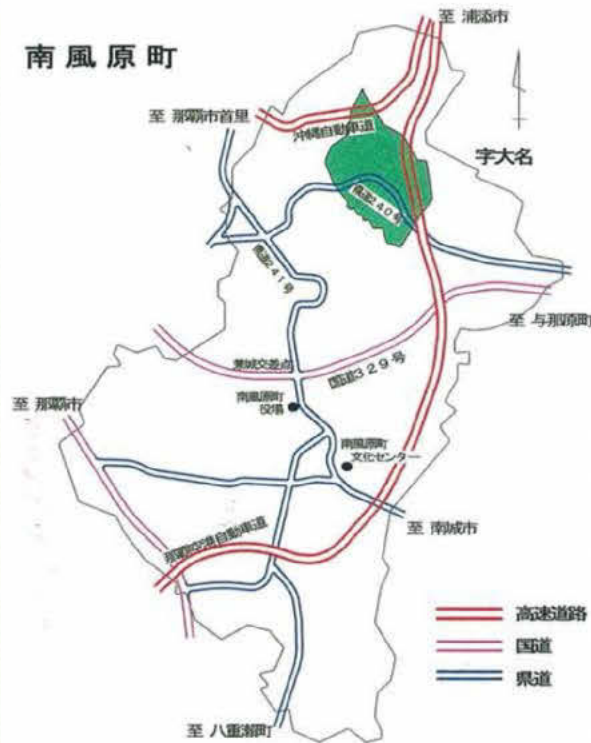 南風原町
至 浦添市
至 那覇市首里
沖縄自動車道
字大名
県道240号
県道241号
至 与那原町
国道329号
兼城交差点
南風原町
役場
至 那覇市
南風原町
文化センター
至 南城市
那覇空港自動車道
高速道路
国道
県道
至 八重瀬町